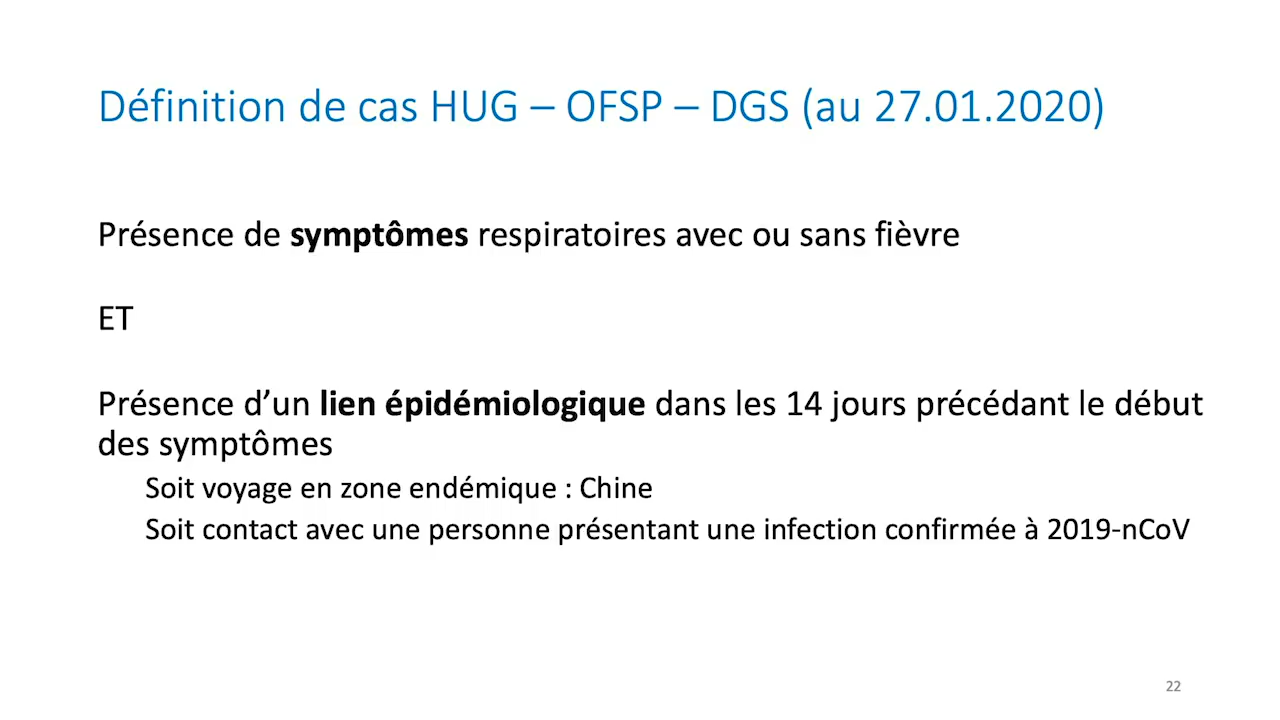 Définition de cas HUG – OFSP – DGS (au 27.01.2020)
Présence de symptômes respiratoires avec ou sans fièvre
ET
Présence d’un lien épidémiologique dans les 14 jours précédant le début
des symptômes
Soit voyage en zone endémique : Chine
Soit contact avec une personne présentant une infection confirmée à 2019-nCoV
22